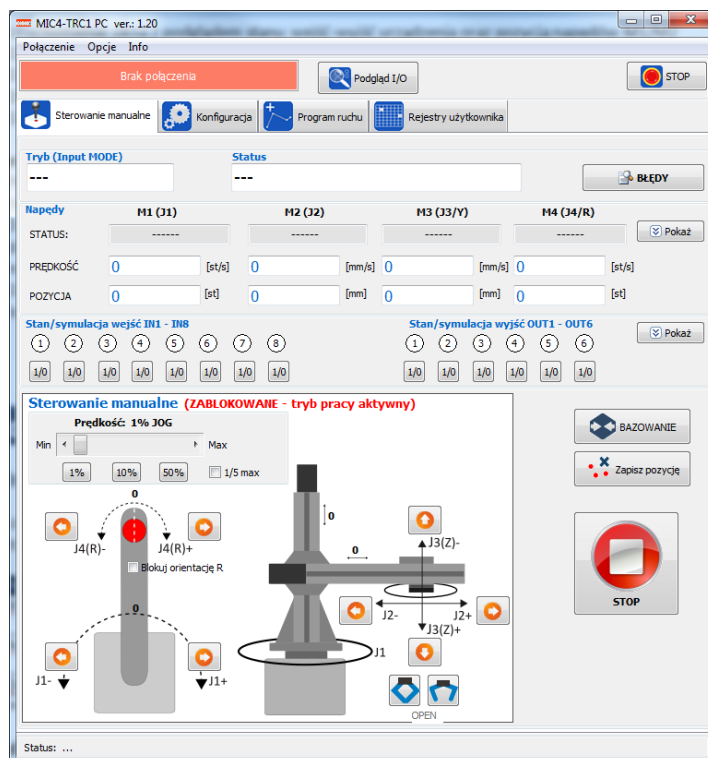 MIC4-TRC1 PC ver.: 1.20
Połączenie Opcje Info
Brak połączenia
Podgląd I/O
STOP
Sterowanie manualne
Konfiguracja
Program ruchu
Rejestry użytkownika
Tryb (Input MODE) Status
--- ---
BŁĘDY
Napędy M1 (J1) M2 (J2) M3 (J3/Y) M4 (J4/R)
STATUS: ------ ------ ------ ------ Pokaż
PRĘDKOŚĆ 0 [st/s] 0 [mm/s] 0 [mm/s] 0 [st/s]
POZYCJA 0 [st] 0 [mm] 0 [mm] 0 [st]
Stan/symulacja wejść IN1 - IN8 Stan/symulacja wyjść OUT1 - OUT6 Pokaż
1 2 3 4 5 6 7 8 1 2 3 4 5 6
1/0 1/0 1/0 1/0 1/0 1/0 1/0 1/0 1/0 1/0 1/0 1/0 1/0 1/0
Sterowanie manualne (ZABLOKOWANE - tryb pracy aktywny)
Prędkość: 1% JOG
Min Max
1% 10% 50% 1/5 max
BAZOWANIE
Zapisz pozycję
0
J4(R)- J4(R)+
Blokuj orientację R
0
J1- J1+
0
0
J3(Z)-
J2- J2+
J3(Z)+
J1
OPEN
STOP
Status: ...